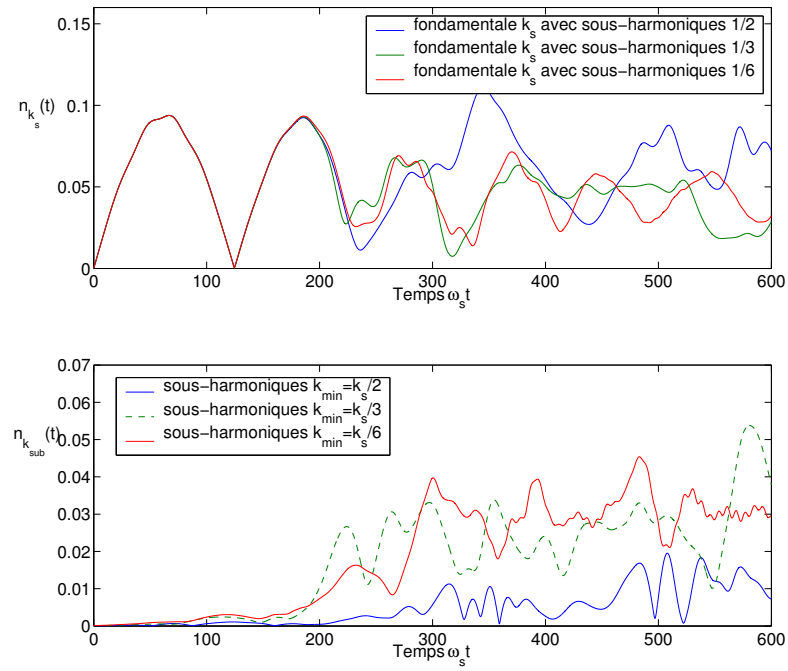 0.15
fondamentale k_s avec sous−harmoniques 1/2
fondamentale k_s avec sous−harmoniques 1/3
fondamentale k_s avec sous−harmoniques 1/6
n_k_s(t)
0.1
0.05
0
0 100 200 300 400 500 600
Temps ω_s t
0.07
sous−harmoniques k_min=k_s/2
sous−harmoniques k_min=k_s/3
sous−harmoniques k_min=k_s/6
0.06
0.05
n_k_sub(t)
0.04
0.03
0.02
0.01
0
0 100 200 300 400 500 600
Temps ω_s t